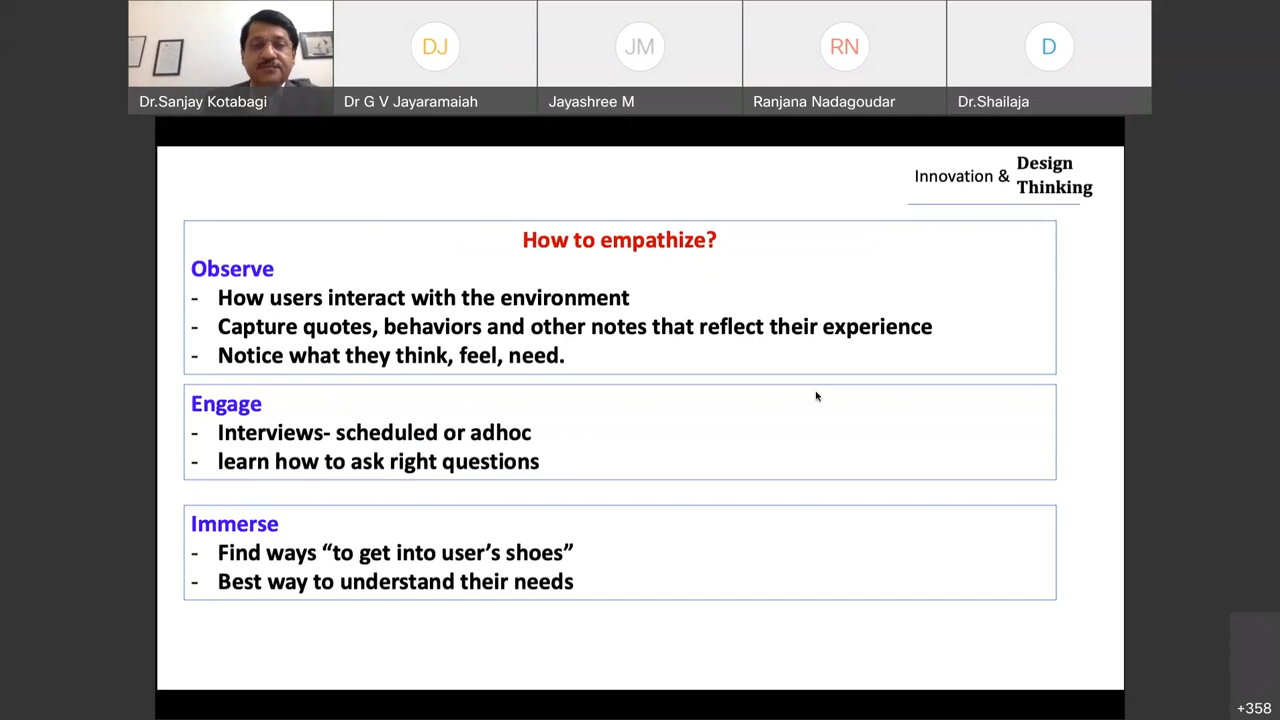 DJ
JM
RN
D
Dr.Sanjay Kotabagi
Dr G V Jayaramaiah
Jayashree M
Ranjana Nadagoudar
Dr.Shailaja
Innovation & Design
Thinking
How to empathize?
Observe
- How users interact with the environment
- Capture quotes, behaviors and other notes that reflect their experience
- Notice what they think, feel, need.
Engage
- Interviews- scheduled or adhoc
- learn how to ask right questions
Immerse
- Find ways “to get into user’s shoes”
- Best way to understand their needs
+358